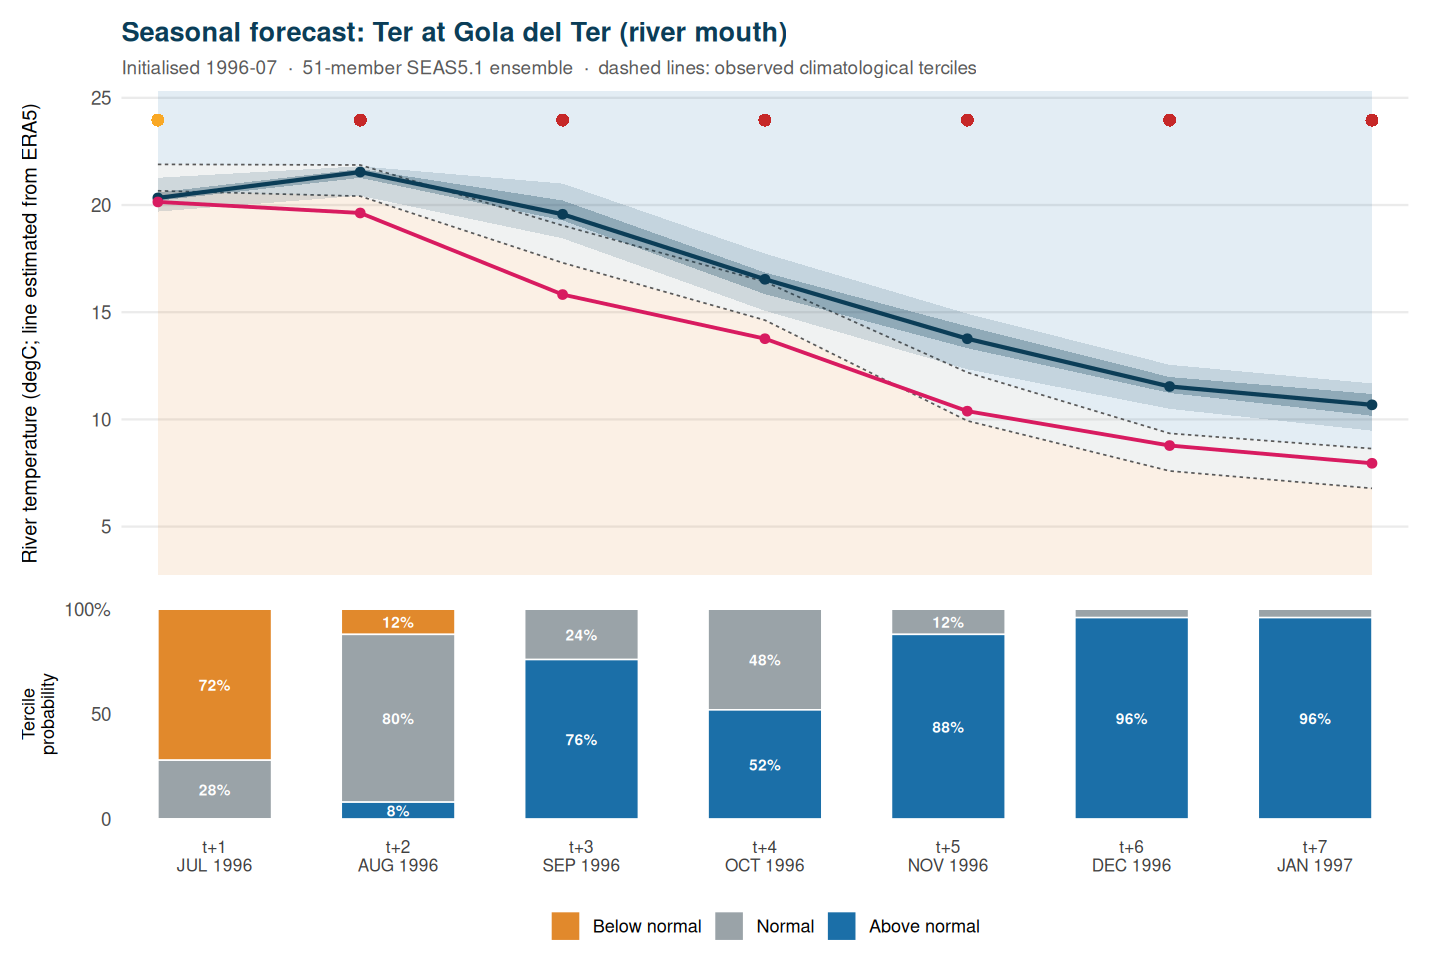 Seasonal forecast: Ter at Gola del Ter (river mouth)
Initialised 1996-07 · 51-member SEAS5.1 ensemble · dashed lines: observed climatological terciles
River temperature (degC; line estimated from ERA5)
25
20
15
10
5
Tercile
probability
100%
50
0
72%
28%
12%
80%
8%
24%
76%
48%
52%
12%
88%
96%
96%
t+1
JUL 1996
t+2
AUG 1996
t+3
SEP 1996
t+4
OCT 1996
t+5
NOV 1996
t+6
DEC 1996
t+7
JAN 1997
Below normal
Normal
Above normal